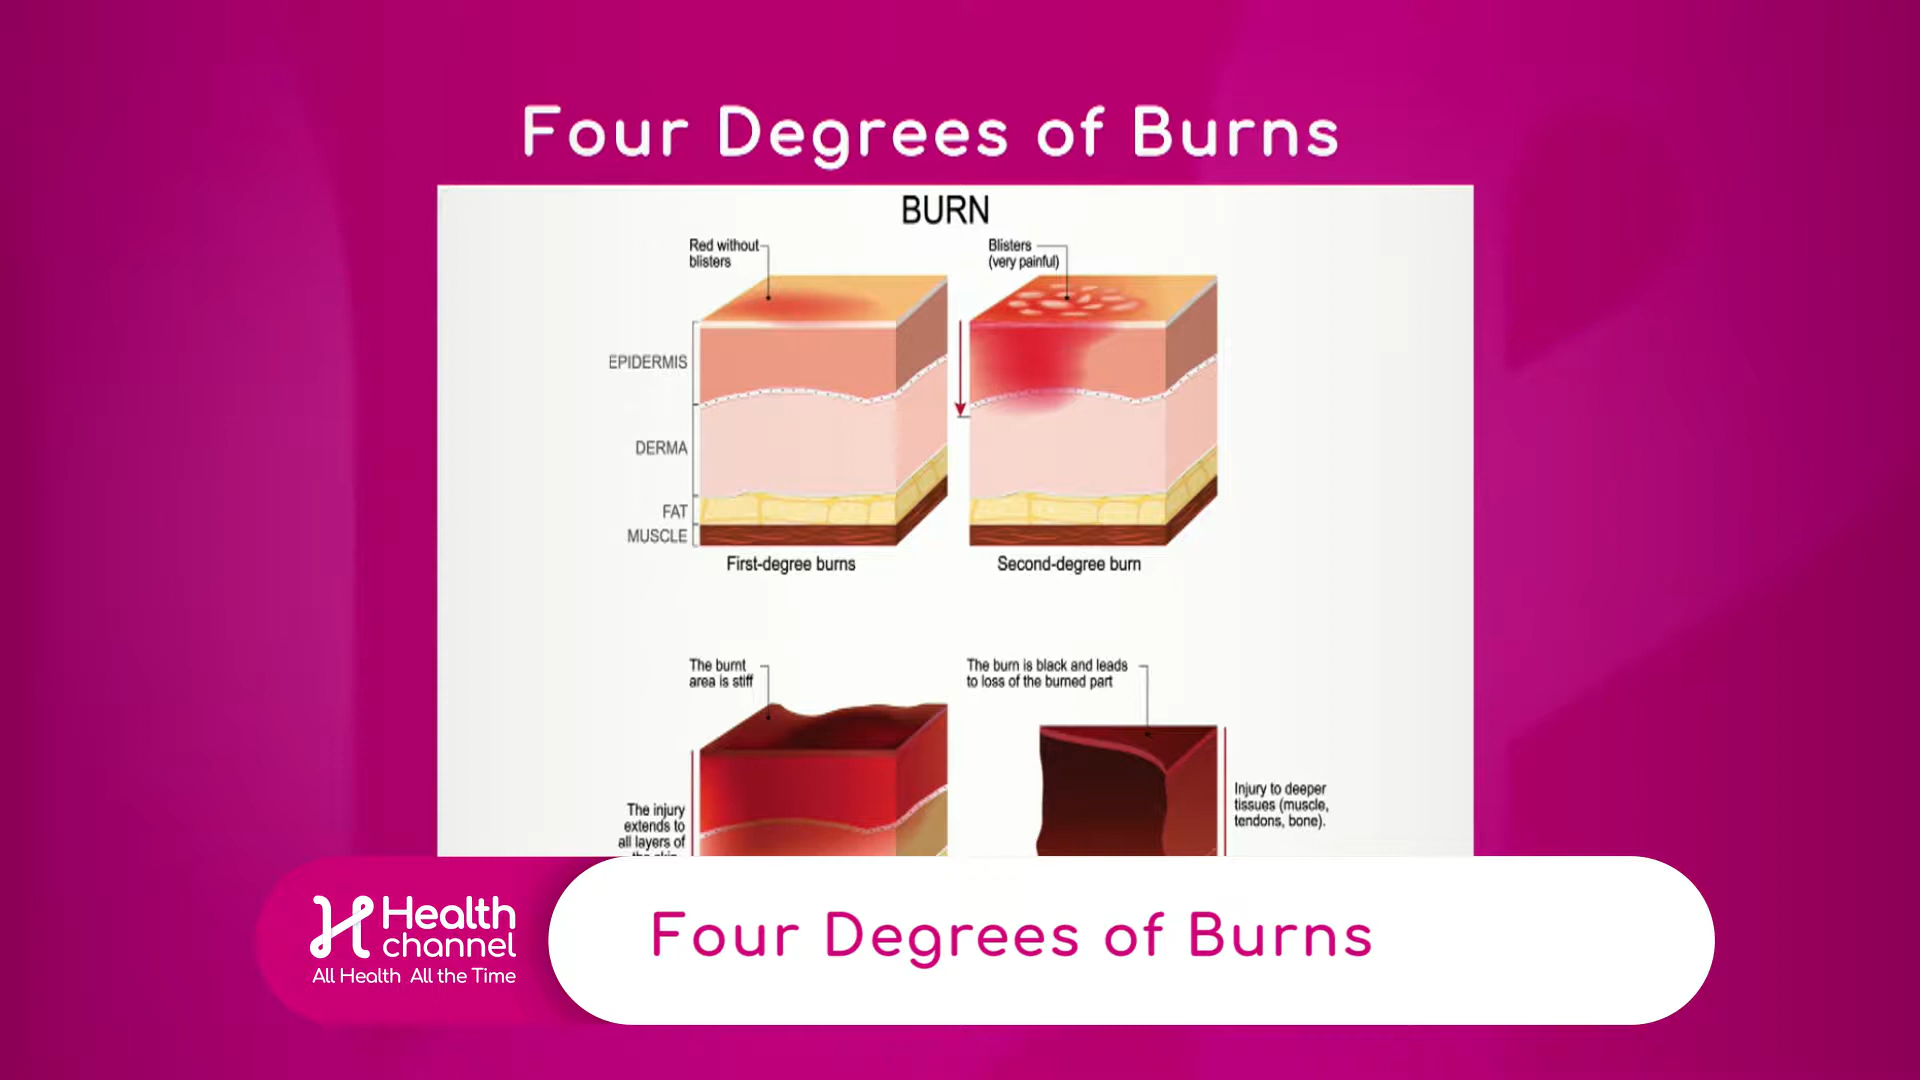 Four Degrees of Burns
BURN
Red without
blisters
Blisters
(very painful)
EPIDERMIS
DERMA
FAT
MUSCLE
First-degree burns
Second-degree burn
The burnt
area is stiff
The burn is black and leads
to loss of the burned part
The injury
extends to
all layers of
the skin
Injury to deeper
tissues (muscle,
tendons, bone).
Health
channel
All Health All the Time
Four Degrees of Burns